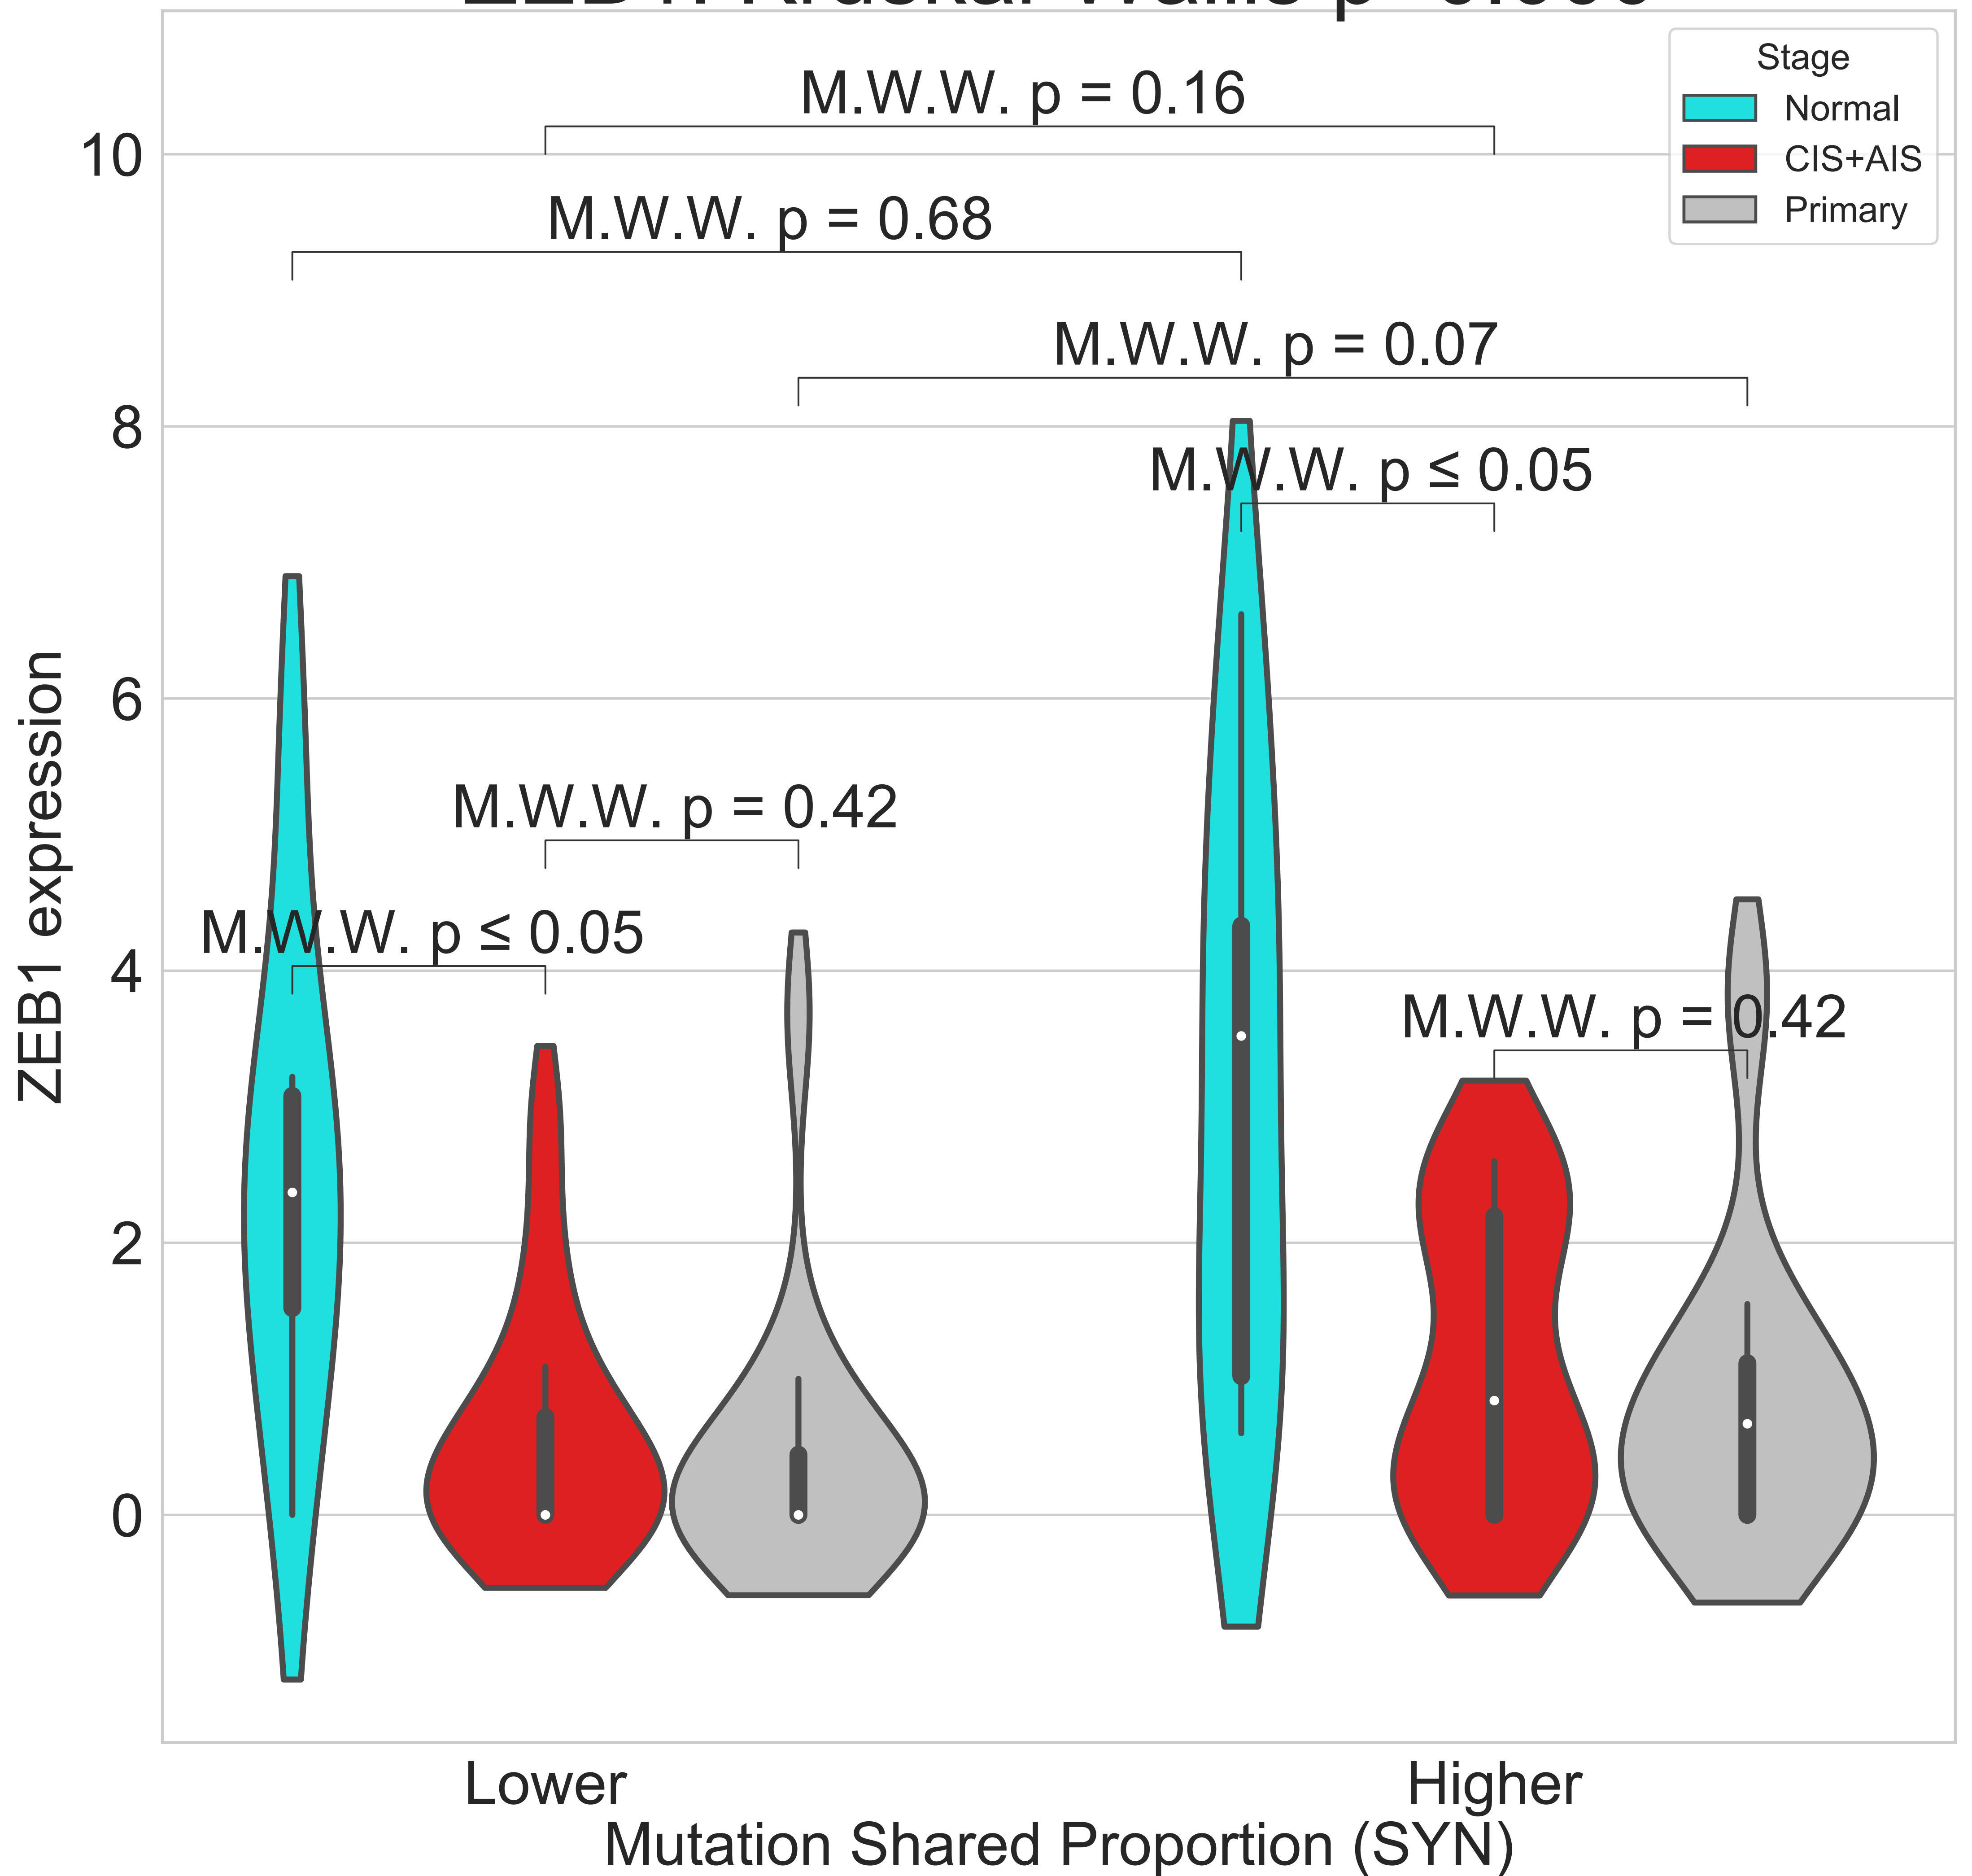 Stage
Normal
CIS+AIS
Primary
M.W.W. p = 0.16
M.W.W. p = 0.68
M.W.W. p = 0.07
M.W.W. p ≤ 0.05
M.W.W. p = 0.42
M.W.W. p ≤ 0.05
M.W.W. p = 0.42
10
8
6
4
2
0
ZEB1 expression
Lower
Higher
Mutation Shared Proportion (SYN)